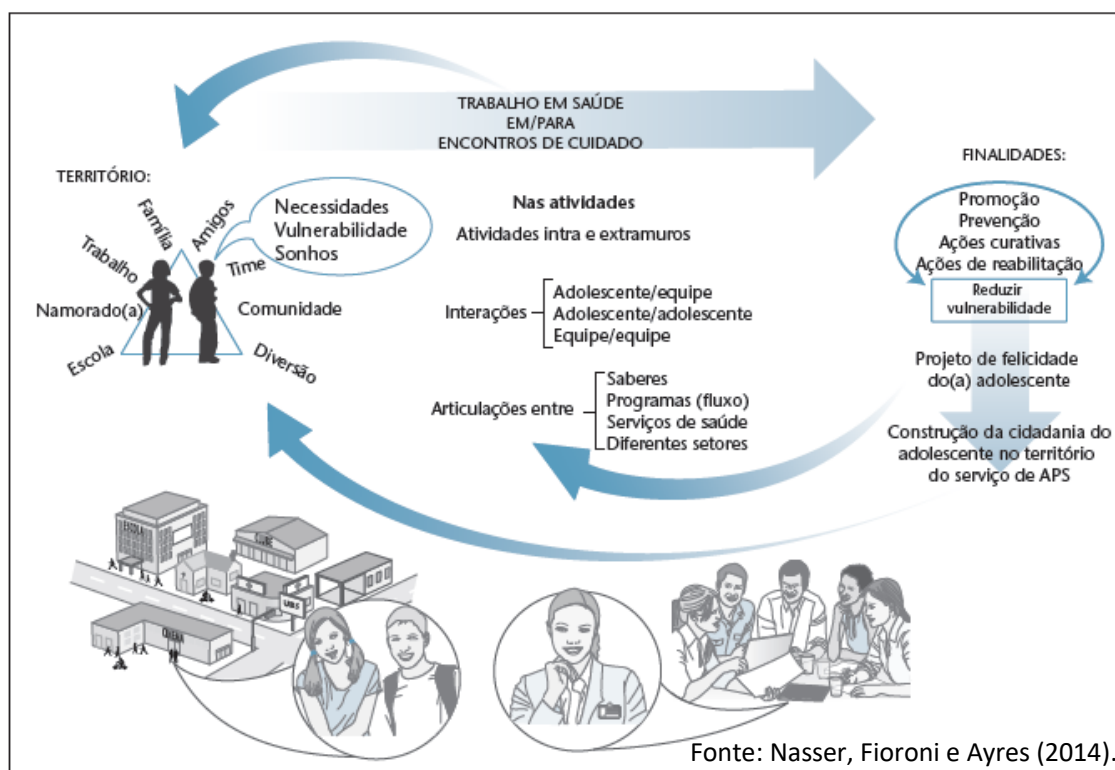 TRABALHO EM SAÚDE
EM/PARA
ENCONTROS DE CUIDADO
TERRITÓRIO:
Família
Amigos
Trabalho
Time
Namorado(a)
Comunidade
Escola
Diversão
Necessidades
Vulnerabilidade
Sonhos
Nas atividades
Atividades intra e extramuros
Interações
Adolescente/equipe
Adolescente/adolescente
Equipe/equipe
Articulações entre
Saberes
Programas (fluxo)
Serviços de saúde
Diferentes setores
FINALIDADES:
Promoção
Prevenção
Ações curativas
Ações de reabilitação
Reduzir
vulnerabilidade
Projeto de felicidade
do(a) adolescente
Construção da cidadania do
adolescente no território
do serviço de APS
ESCOLA
CLUBE
UBS
Fonte: Nasser, Fioroni e Ayres (2014).